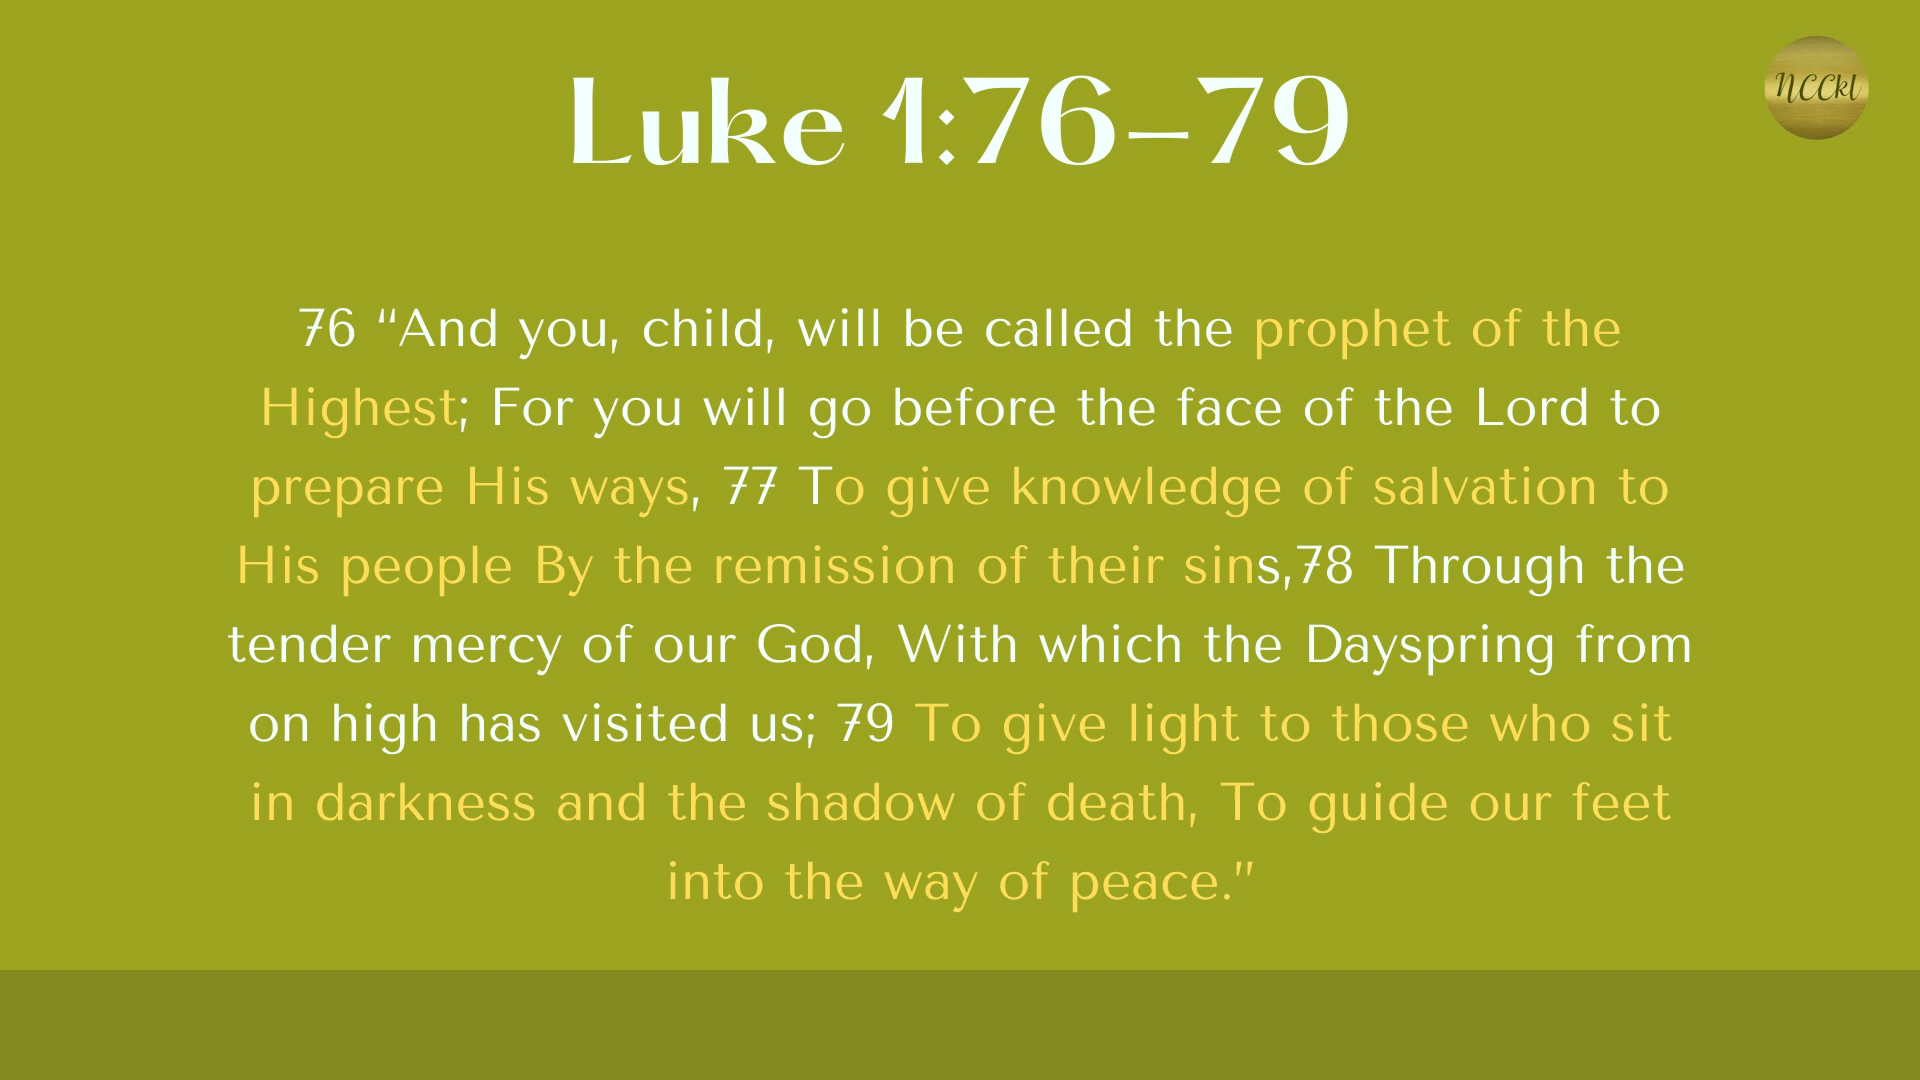 Luke 1:76–79
NCCkl
76 “And you, child, will be called the prophet of the
Highest; For you will go before the face of the Lord to
prepare His ways, 77 To give knowledge of salvation to
His people By the remission of their sins,78 Through the
tender mercy of our God, With which the Dayspring from
on high has visited us; 79 To give light to those who sit
in darkness and the shadow of death, To guide our feet
into the way of peace.”